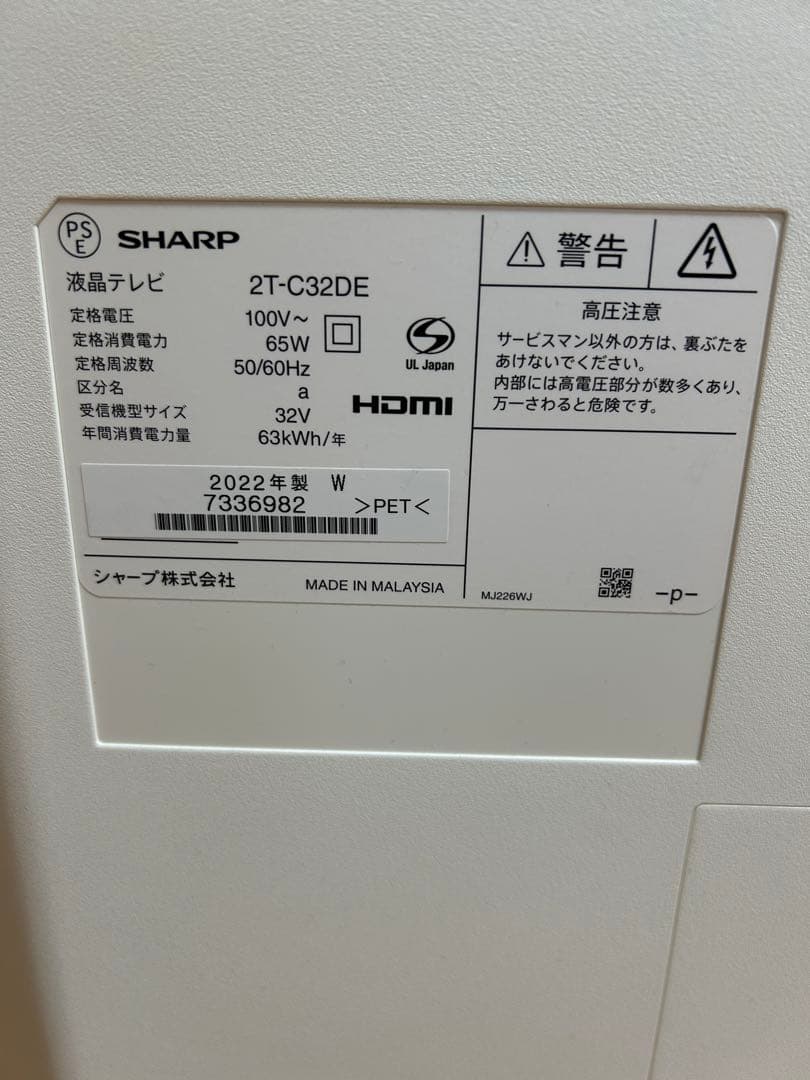 PS
E
SHARP
液晶テレビ 2T-C32DE
定格電圧 100V～
定格消費電力 65W
定格周波数 50/60Hz
区分名 a
受信機型サイズ 32V
年間消費電力量 63kWh/年
UL Japan
HDMI
2022年製 W
7336982 >PET<
シャープ株式会社 MADE IN MALAYSIA
警告
高圧注意
サービスマン以外の方は、裏ぶたを
あけないでください。
内部には高電圧部分が数多くあり、
万一さわると危険です。
MJ226WJ -p-